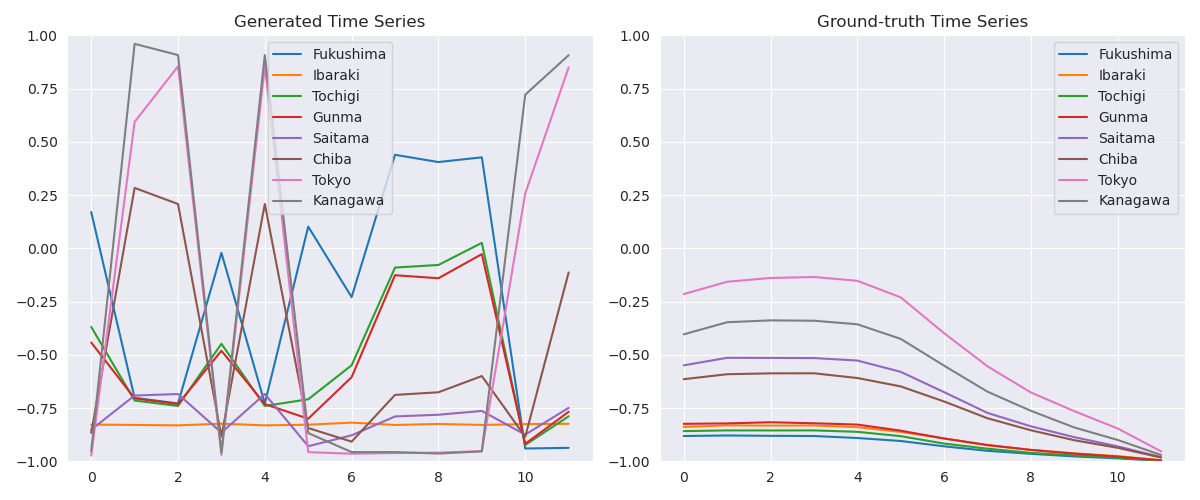 Generated Time Series
1.00
0.75
0.50
0.25
0.00
−0.25
−0.50
−0.75
−1.00
0 2 4 6 8 10
Fukushima
Ibaraki
Tochigi
Gunma
Saitama
Chiba
Tokyo
Kanagawa
Ground-truth Time Series
1.00
0.75
0.50
0.25
0.00
−0.25
−0.50
−0.75
−1.00
0 2 4 6 8 10
Fukushima
Ibaraki
Tochigi
Gunma
Saitama
Chiba
Tokyo
Kanagawa